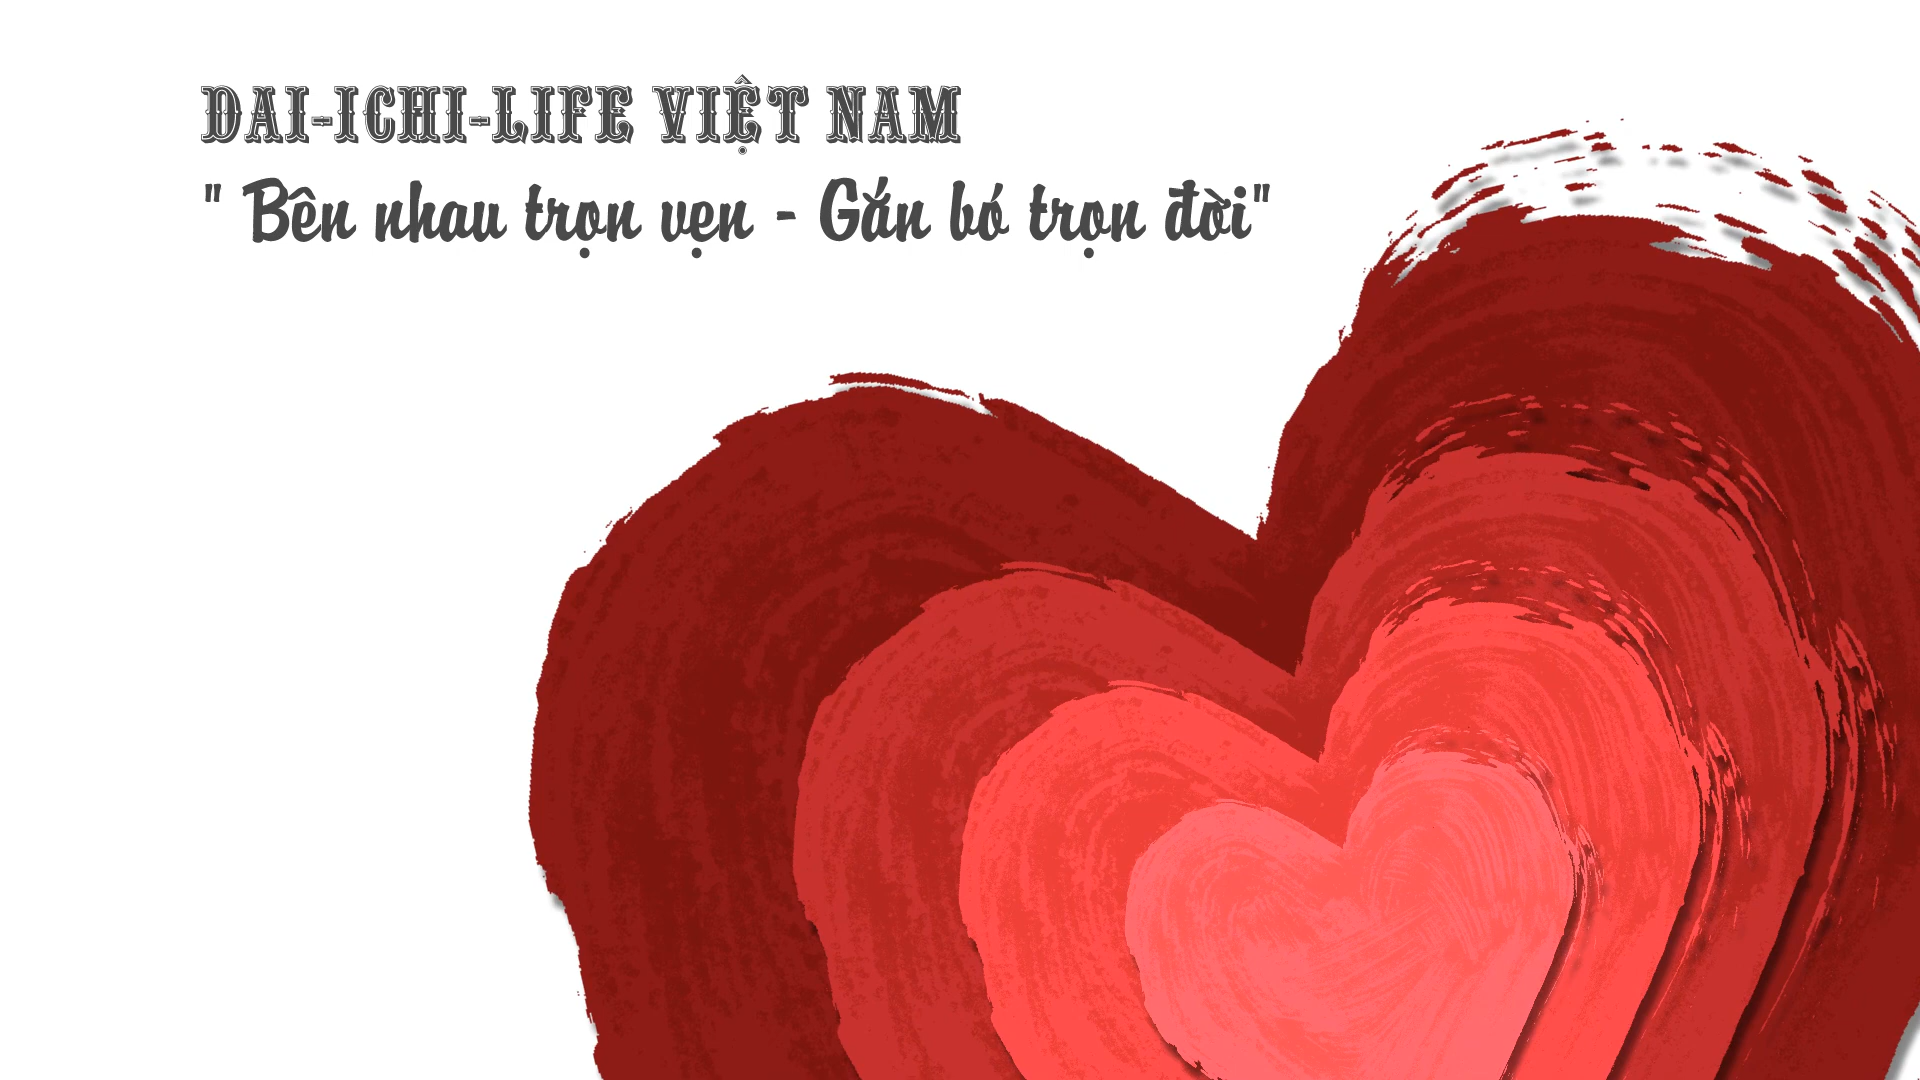 DAI-ICHI-LIFE VIỆT NAM
" Bên nhau trọn vẹn - Gắn bó trọn đời"